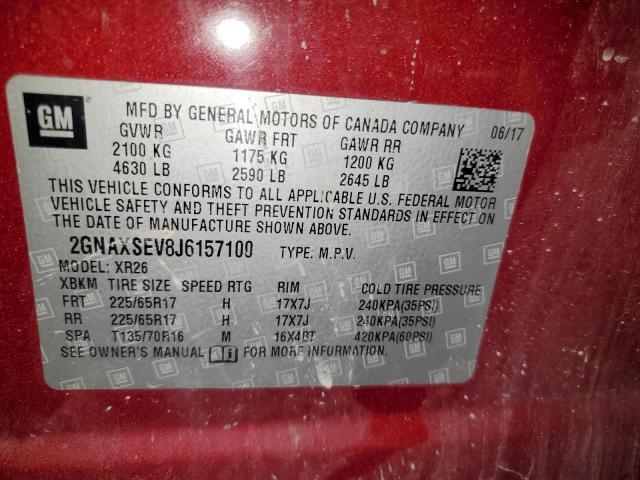 GM
MFD BY GENERAL MOTORS OF CANADA COMPANY 06/17
GVWR GAWR FRT GAWR RR
2100 KG 1175 KG 1200 KG
4630 LB 2590 LB 2645 LB
THIS VEHICLE CONFORMS TO ALL APPLICABLE U.S. FEDERAL MOTOR
VEHICLE SAFETY AND THEFT PREVENTION STANDARDS IN EFFECT ON
THE DATE OF MANUFACTURE SHOWN ABOVE.
2GNAXSEV8J6157100 TYPE: M.P.V.
MODEL: XR26
XBKM TIRE SIZE SPEED RTG RIM COLD TIRE PRESSURE
FRT 225/65R17 H 17X7J 240KPA(35PSI)
RR 225/65R17 H 17X7J 240KPA(35PSI)
SPA T135/70R16 M 16X4BT 420KPA(60PSI)
SEE OWNER'S MANUAL FOR MORE INFORMATION.